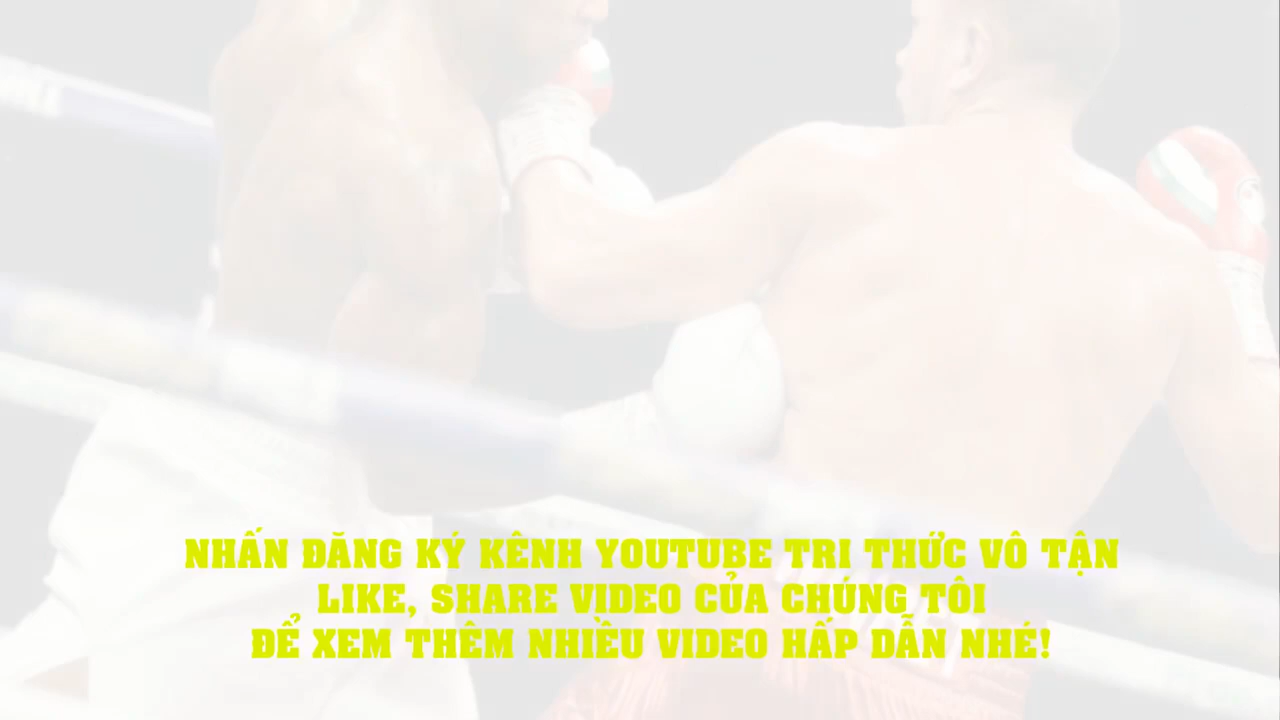 NHẤN ĐĂNG KÝ KÊNH YOUTUBE TRI THỨC VÔ TẬN
LIKE, SHARE VIDEO CỦA CHÚNG TÔI
ĐỂ XEM THÊM NHIỀU VIDEO HẤP DẪN NHÉ!